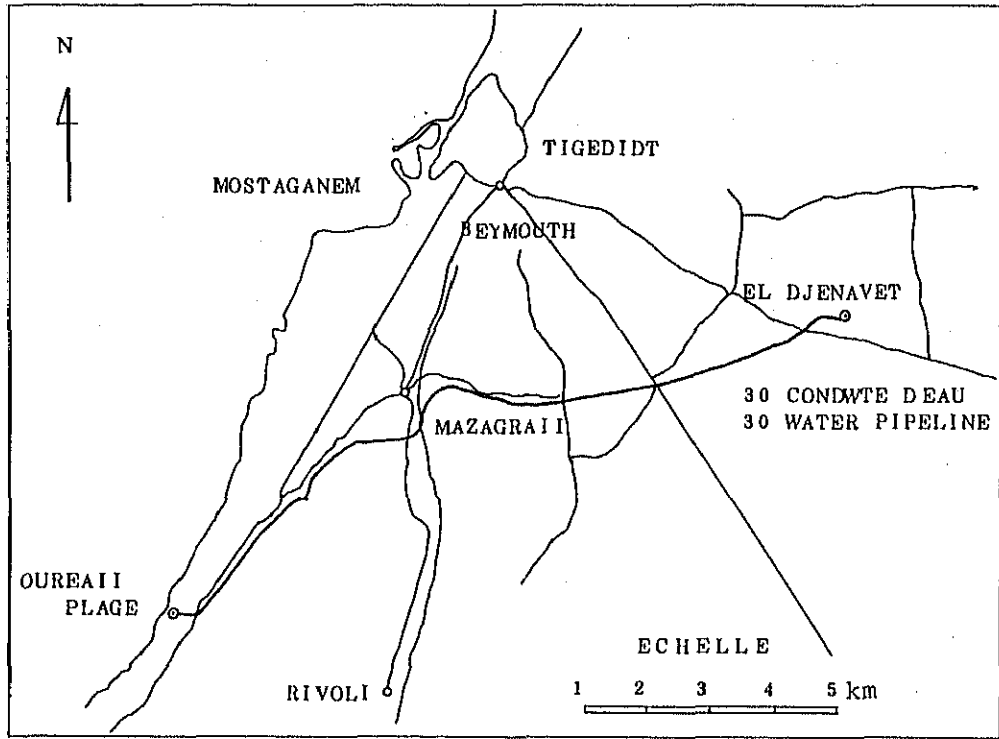 N
TIGEDIDT
MOSTAGANEM
BEYMOUTH
EL DJENAVET
30 CONDWTE DEAU
30 WATER PIPELINE
MAZAGRAII
OUREAII
PLAGE
ECHELLE
RIVOLI
1 2 3 4 5 km